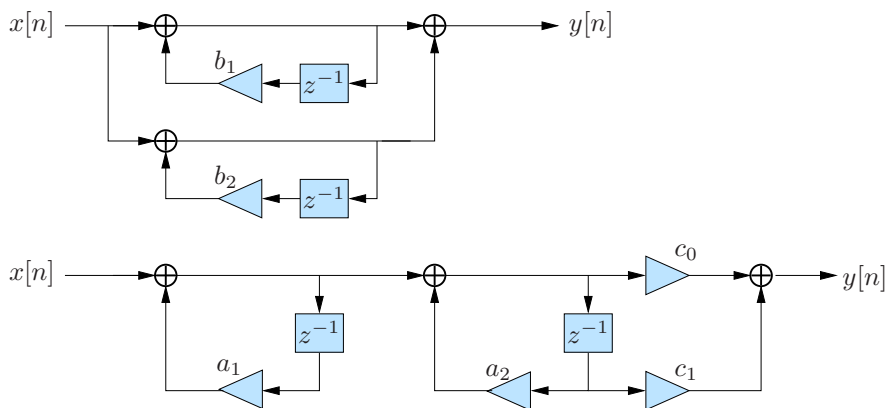 x[n] y[n]
b₁
z⁻¹
b₂
z⁻¹
x[n] c₀ y[n]
z⁻¹ z⁻¹
a₁ a₂ c₁